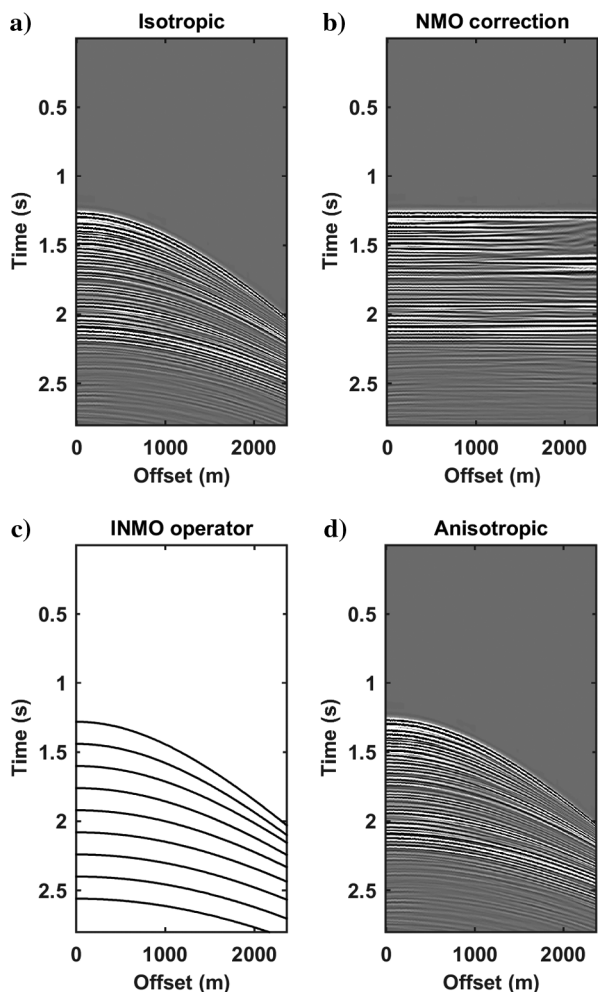 a) Isotropic
Time (s)
0.5
1
1.5
2
2.5
0 1000 2000
Offset (m)
b) NMO correction
Time (s)
0.5
1
1.5
2
2.5
0 1000 2000
Offset (m)
c) INMO operator
Time (s)
0.5
1
1.5
2
2.5
0 1000 2000
Offset (m)
d) Anisotropic
Time (s)
0.5
1
1.5
2
2.5
0 1000 2000
Offset (m)